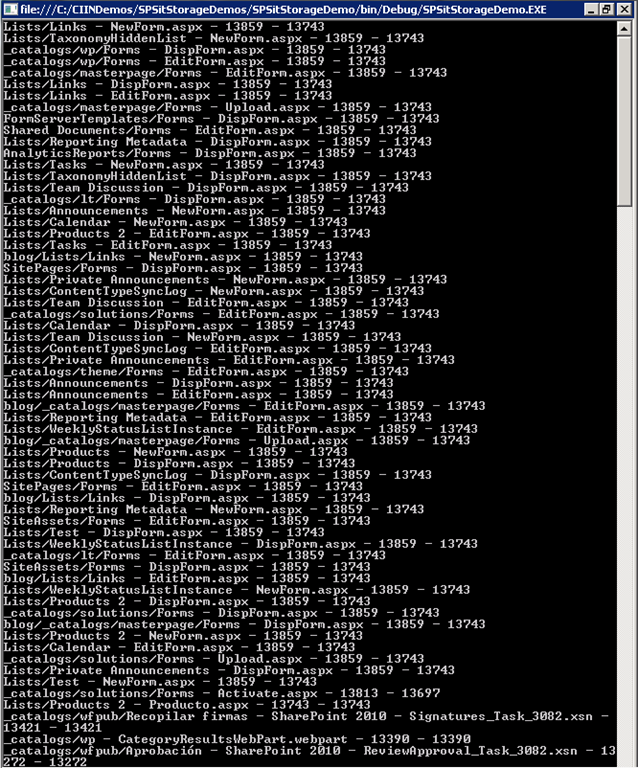 file:///C:/CIINDemos/SPSitStorageDemos/SPSitStorageDemo/bin/Debug/SPSitStorageDemo.EXE
Lists/Links - NewForm.aspx - 13859 - 13743
Lists/TaxonomyHiddenList - NewForm.aspx - 13859 - 13743
_catalogs/wp/Forms - DispForm.aspx - 13859 - 13743
_catalogs/wp/Forms - EditForm.aspx - 13859 - 13743
_catalogs/masterpage/Forms - EditForm.aspx - 13859 - 13743
Lists/Links - DispForm.aspx - 13859 - 13743
Lists/Links - EditForm.aspx - 13859 - 13743
_catalogs/masterpage/Forms - Upload.aspx - 13859 - 13743
FormServerTemplates/Forms - DispForm.aspx - 13859 - 13743
Shared Documents/Forms - EditForm.aspx - 13859 - 13743
Lists/Reporting Metadata - DispForm.aspx - 13859 - 13743
AnalyticsReports/Forms - DispForm.aspx - 13859 - 13743
Lists/Tasks - NewForm.aspx - 13859 - 13743
Lists/TaxonomyHiddenList - DispForm.aspx - 13859 - 13743
Lists/Team Discussion - DispForm.aspx - 13859 - 13743
_catalogs/lt/Forms - DispForm.aspx - 13859 - 13743
Lists/Announcements - NewForm.aspx - 13859 - 13743
Lists/Calendar - NewForm.aspx - 13859 - 13743
Lists/Products 2 - EditForm.aspx - 13859 - 13743
Lists/Tasks - EditForm.aspx - 13859 - 13743
blog/Lists/Links - NewForm.aspx - 13859 - 13743
SitePages/Forms - DispForm.aspx - 13859 - 13743
Lists/Private Announcements - NewForm.aspx - 13859 - 13743
Lists/ContentTypeSyncLog - NewForm.aspx - 13859 - 13743
Lists/Team Discussion - EditForm.aspx - 13859 - 13743
_catalogs/solutions/Forms - EditForm.aspx - 13859 - 13743
Lists/Calendar - DispForm.aspx - 13859 - 13743
Lists/Team Discussion - NewForm.aspx - 13859 - 13743
Lists/ContentTypeSyncLog - EditForm.aspx - 13859 - 13743
Lists/Private Announcements - EditForm.aspx - 13859 - 13743
_catalogs/theme/Forms - EditForm.aspx - 13859 - 13743
Lists/Announcements - DispForm.aspx - 13859 - 13743
Lists/Announcements - EditForm.aspx - 13859 - 13743
blog/_catalogs/masterpage/Forms - EditForm.aspx - 13859 - 13743
Lists/Reporting Metadata - EditForm.aspx - 13859 - 13743
Lists/WeeklyStatusListInstance - EditForm.aspx - 13859 - 13743
blog/_catalogs/masterpage/Forms - Upload.aspx - 13859 - 13743
Lists/Products - NewForm.aspx - 13859 - 13743
Lists/Products - DispForm.aspx - 13859 - 13743
Lists/ContentTypeSyncLog - DispForm.aspx - 13859 - 13743
SitePages/Forms - EditForm.aspx - 13859 - 13743
blog/Lists/Links - DispForm.aspx - 13859 - 13743
Lists/Reporting Metadata - NewForm.aspx - 13859 - 13743
SiteAssets/Forms - EditForm.aspx - 13859 - 13743
Lists/Test - DispForm.aspx - 13859 - 13743
Lists/WeeklyStatusListInstance - DispForm.aspx - 13859 - 13743
_catalogs/lt/Forms - EditForm.aspx - 13859 - 13743
SiteAssets/Forms - DispForm.aspx - 13859 - 13743
blog/Lists/Links - EditForm.aspx - 13859 - 13743
Lists/WeeklyStatusListInstance - NewForm.aspx - 13859 - 13743
Lists/Products 2 - DispForm.aspx - 13859 - 13743
_catalogs/solutions/Forms - DispForm.aspx - 13859 - 13743
blog/_catalogs/masterpage/Forms - DispForm.aspx - 13859 - 13743
Lists/Products 2 - NewForm.aspx - 13859 - 13743
Lists/Calendar - EditForm.aspx - 13859 - 13743
_catalogs/solutions/Forms - Upload.aspx - 13859 - 13743
Lists/Private Announcements - DispForm.aspx - 13859 - 13743
Lists/Test - NewForm.aspx - 13859 - 13743
_catalogs/solutions/Forms - Activate.aspx - 13813 - 13697
Lists/Products 2 - Producto.aspx - 13743 - 13743
_catalogs/wfpub/Recopilar firmas - SharePoint 2010 - Signatures_Task_3082.xsn -
13421 - 13421
_catalogs/wp - CategoryResultsWebPart.webpart - 13390 - 13390
_catalogs/wfpub/Aprobación - SharePoint 2010 - ReviewApproval_Task_3082.xsn - 13
272 - 13272